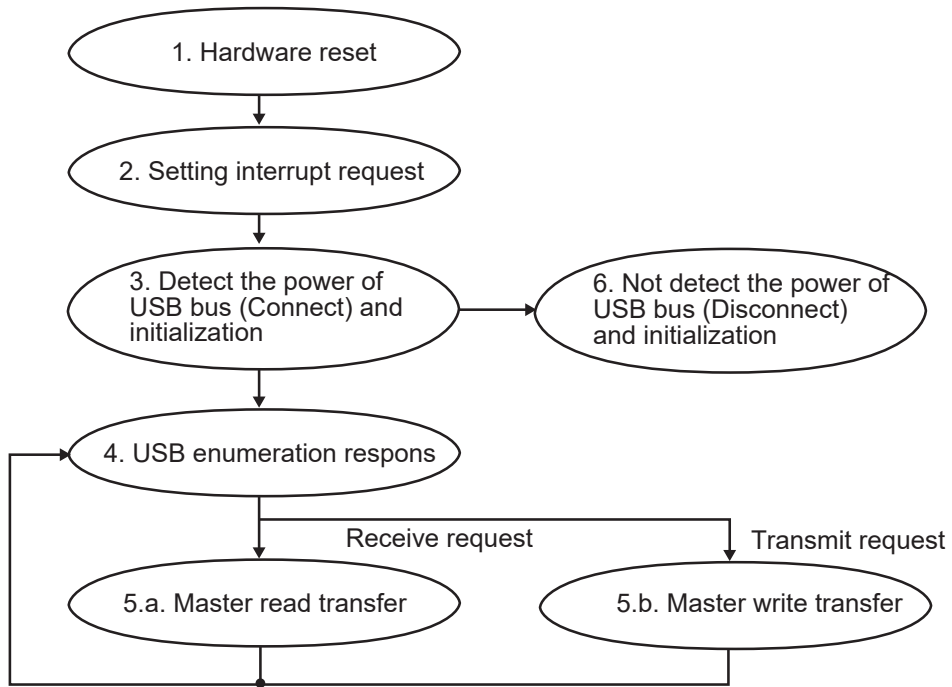 1. Hardware reset
2. Setting interrupt request
3. Detect the power of
USB bus (Connect) and
initialization
6. Not detect the power of
USB bus (Disconnect)
and initialization
4. USB enumeration respons
Receive request
Transmit request
5.a. Master read transfer
5.b. Master write transfer